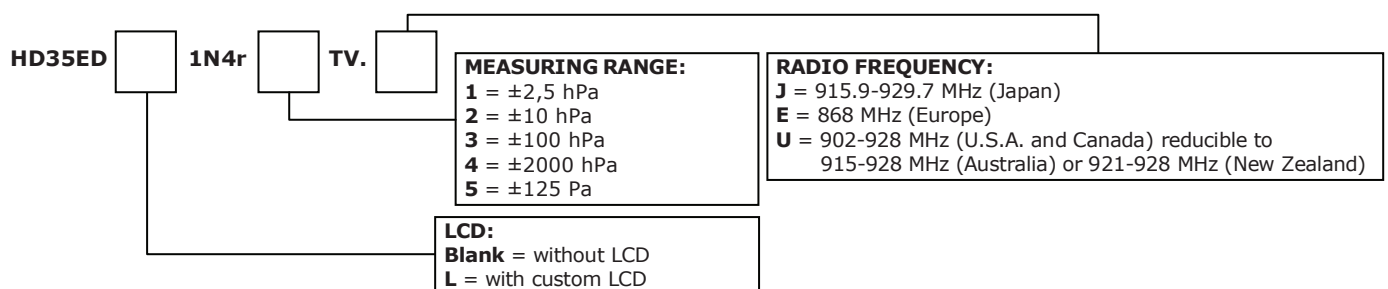 HD35ED 1N4r TV.
MEASURING RANGE:
1 = ±2,5 hPa
2 = ±10 hPa
3 = ±100 hPa
4 = ±2000 hPa
5 = ±125 Pa
RADIO FREQUENCY:
J = 915.9-929.7 MHz (Japan)
E = 868 MHz (Europe)
U = 902-928 MHz (U.S.A. and Canada) reducible to
915-928 MHz (Australia) or 921-928 MHz (New Zealand)
LCD:
Blank = without LCD
L = with custom LCD